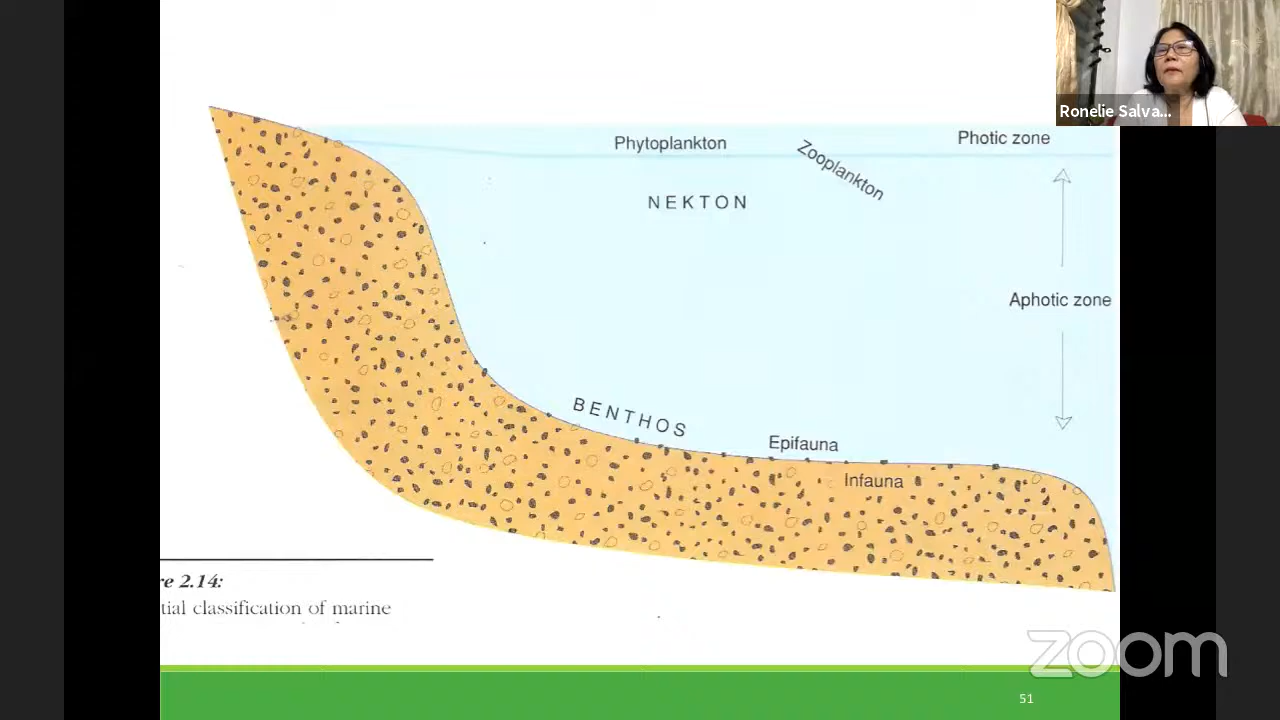 Ronelie Salva...
Phytoplankton
Zooplankton
Photic zone
NEKTON
Aphotic zone
BENTHOS
Epifauna
Infauna
re 2.14:
tial classification of marine
zoom
51